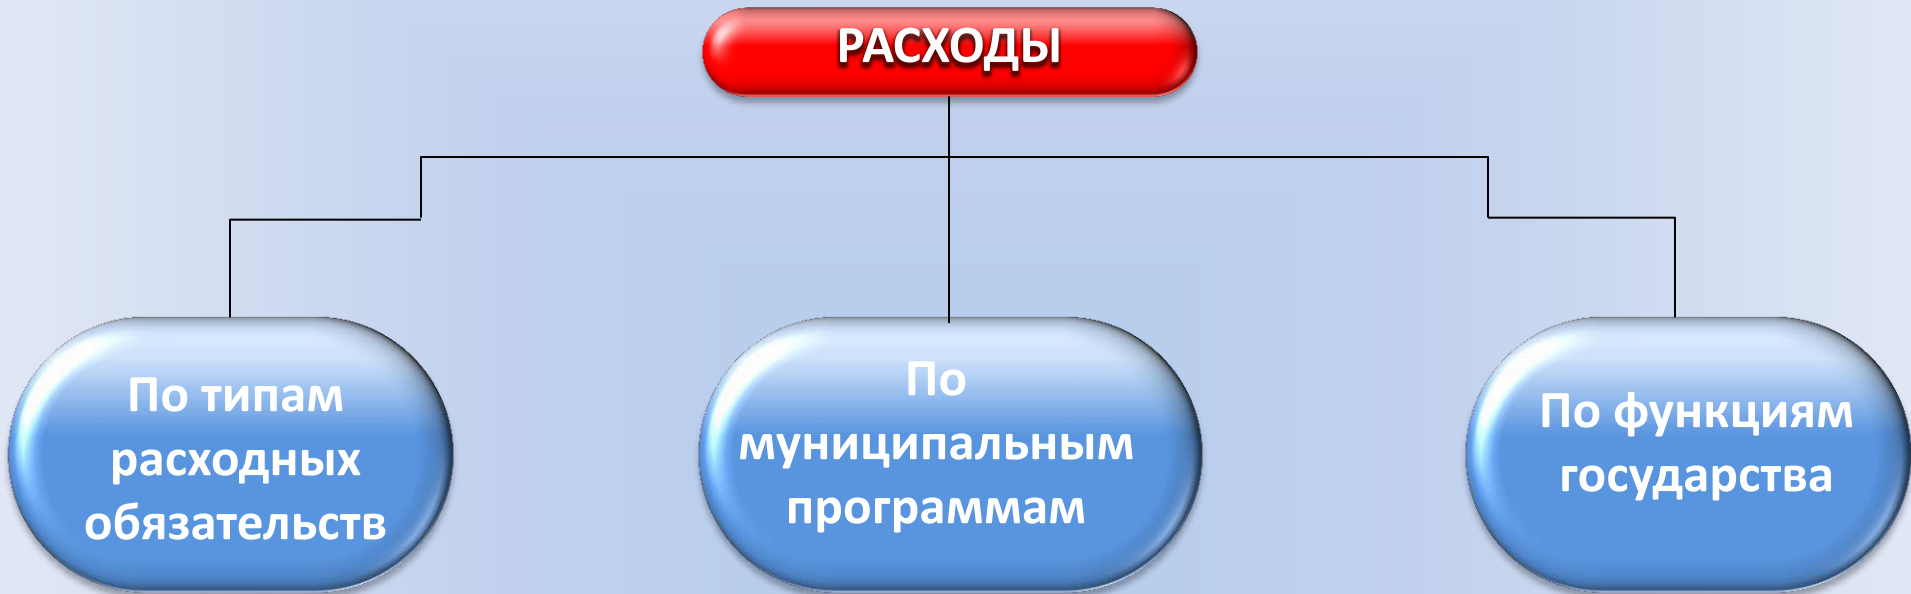 РАСХОДЫ
По типам
расходных
обязательств
По
муниципальным
программам
По функциям
государства